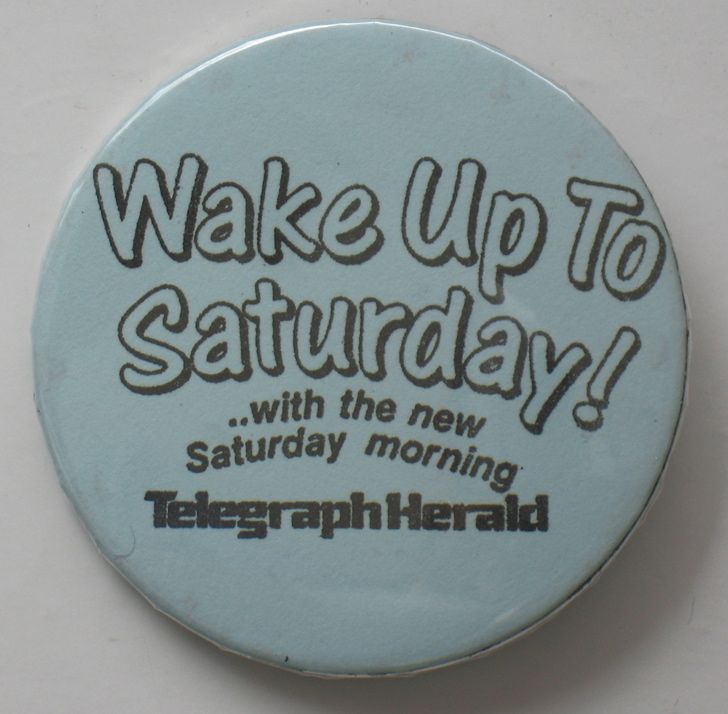 Wake Up To
Saturday!
..with the new
Saturday morning
Telegraph Herald